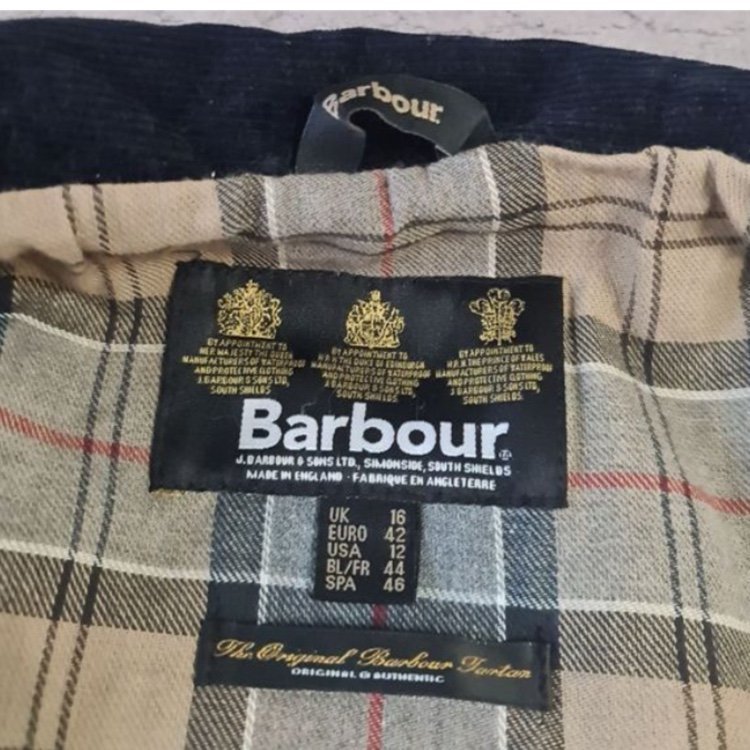 Barbour
BY APPOINTMENT TO
HER MAJESTY THE QUEEN
MANUFACTURERS OF WATERPROOF
AND PROTECTIVE CLOTHING
J.BARBOUR & SONS LTD.
SOUTH SHIELDS
BY APPOINTMENT TO
H.R.H. THE DUKE OF EDINBURGH
MANUFACTURERS OF WATERPROOF
AND PROTECTIVE CLOTHING
J.BARBOUR & SONS LTD.
SOUTH SHIELDS
BY APPOINTMENT TO
H.R.H. THE PRINCE OF WALES
MANUFACTURERS OF WATERPROOF
AND PROTECTIVE CLOTHING
J.BARBOUR & SONS LTD.
SOUTH SHIELDS
Barbour®
J.BARBOUR & SONS LTD., SIMONSIDE, SOUTH SHIELDS
MADE IN ENGLAND · FABRIQUE EN ANGLETERRE
UK 16
EURO 42
USA 12
BL/FR 44
SPA 46
The Original Barbour Tartan
ORIGINAL & AUTHENTIC